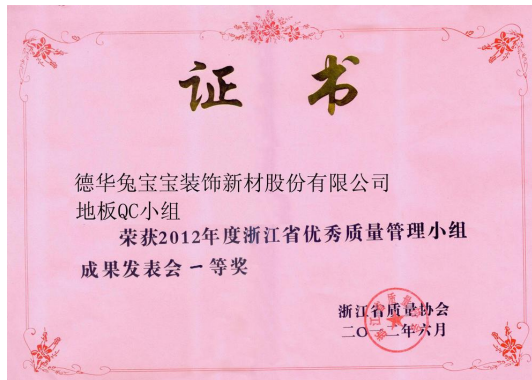 证 书
德华兔宝宝装饰新材股份有限公司
地板QC小组
荣获2012年度浙江省优秀质量管理小组
成果发表会一等奖
浙江省质量协会
二〇一二年六月